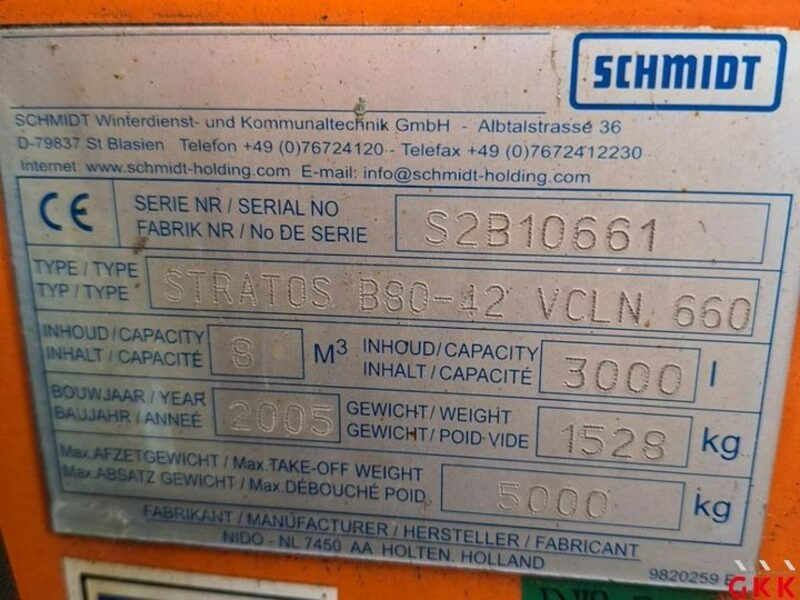 SCHMIDT
SCHMIDT Winterdienst- und Kommunaltechnik GmbH - Albtalstrasse 36
D-79837 St Blasien Telefon +49 (0)76724120 - Telefax +49 (0)7672412230
Internet: www.schmidt-holding.com E-mail: info@schmidt-holding.com
CE
SERIE NR / SERIAL NO
FABRIK NR / No DE SERIE
S2B10661
TYPE / TYPE
TYP / TYPE
STRATOS B80-42 VCLN 660
INHOUD / CAPACITY
INHALT / CAPACITÉ
8 M³
INHOUD / CAPACITY
INHALT / CAPACITÉ
3000 l
BOUWJAAR / YEAR
BAUJAHR / ANNEÉ
2005
GEWICHT / WEIGHT
GEWICHT / POID VIDE
1528 kg
Max. AFZETGEWICHT / Max. TAKE-OFF WEIGHT
Max. ABSATZ GEWICHT / Max. DÉBOUCHÉ POID
5000 kg
FABRIKANT / MANUFACTURER / HERSTELLER / FABRICANT
NIDO - NL 7450 AA HOLTEN. HOLLAND
9820259
GKK